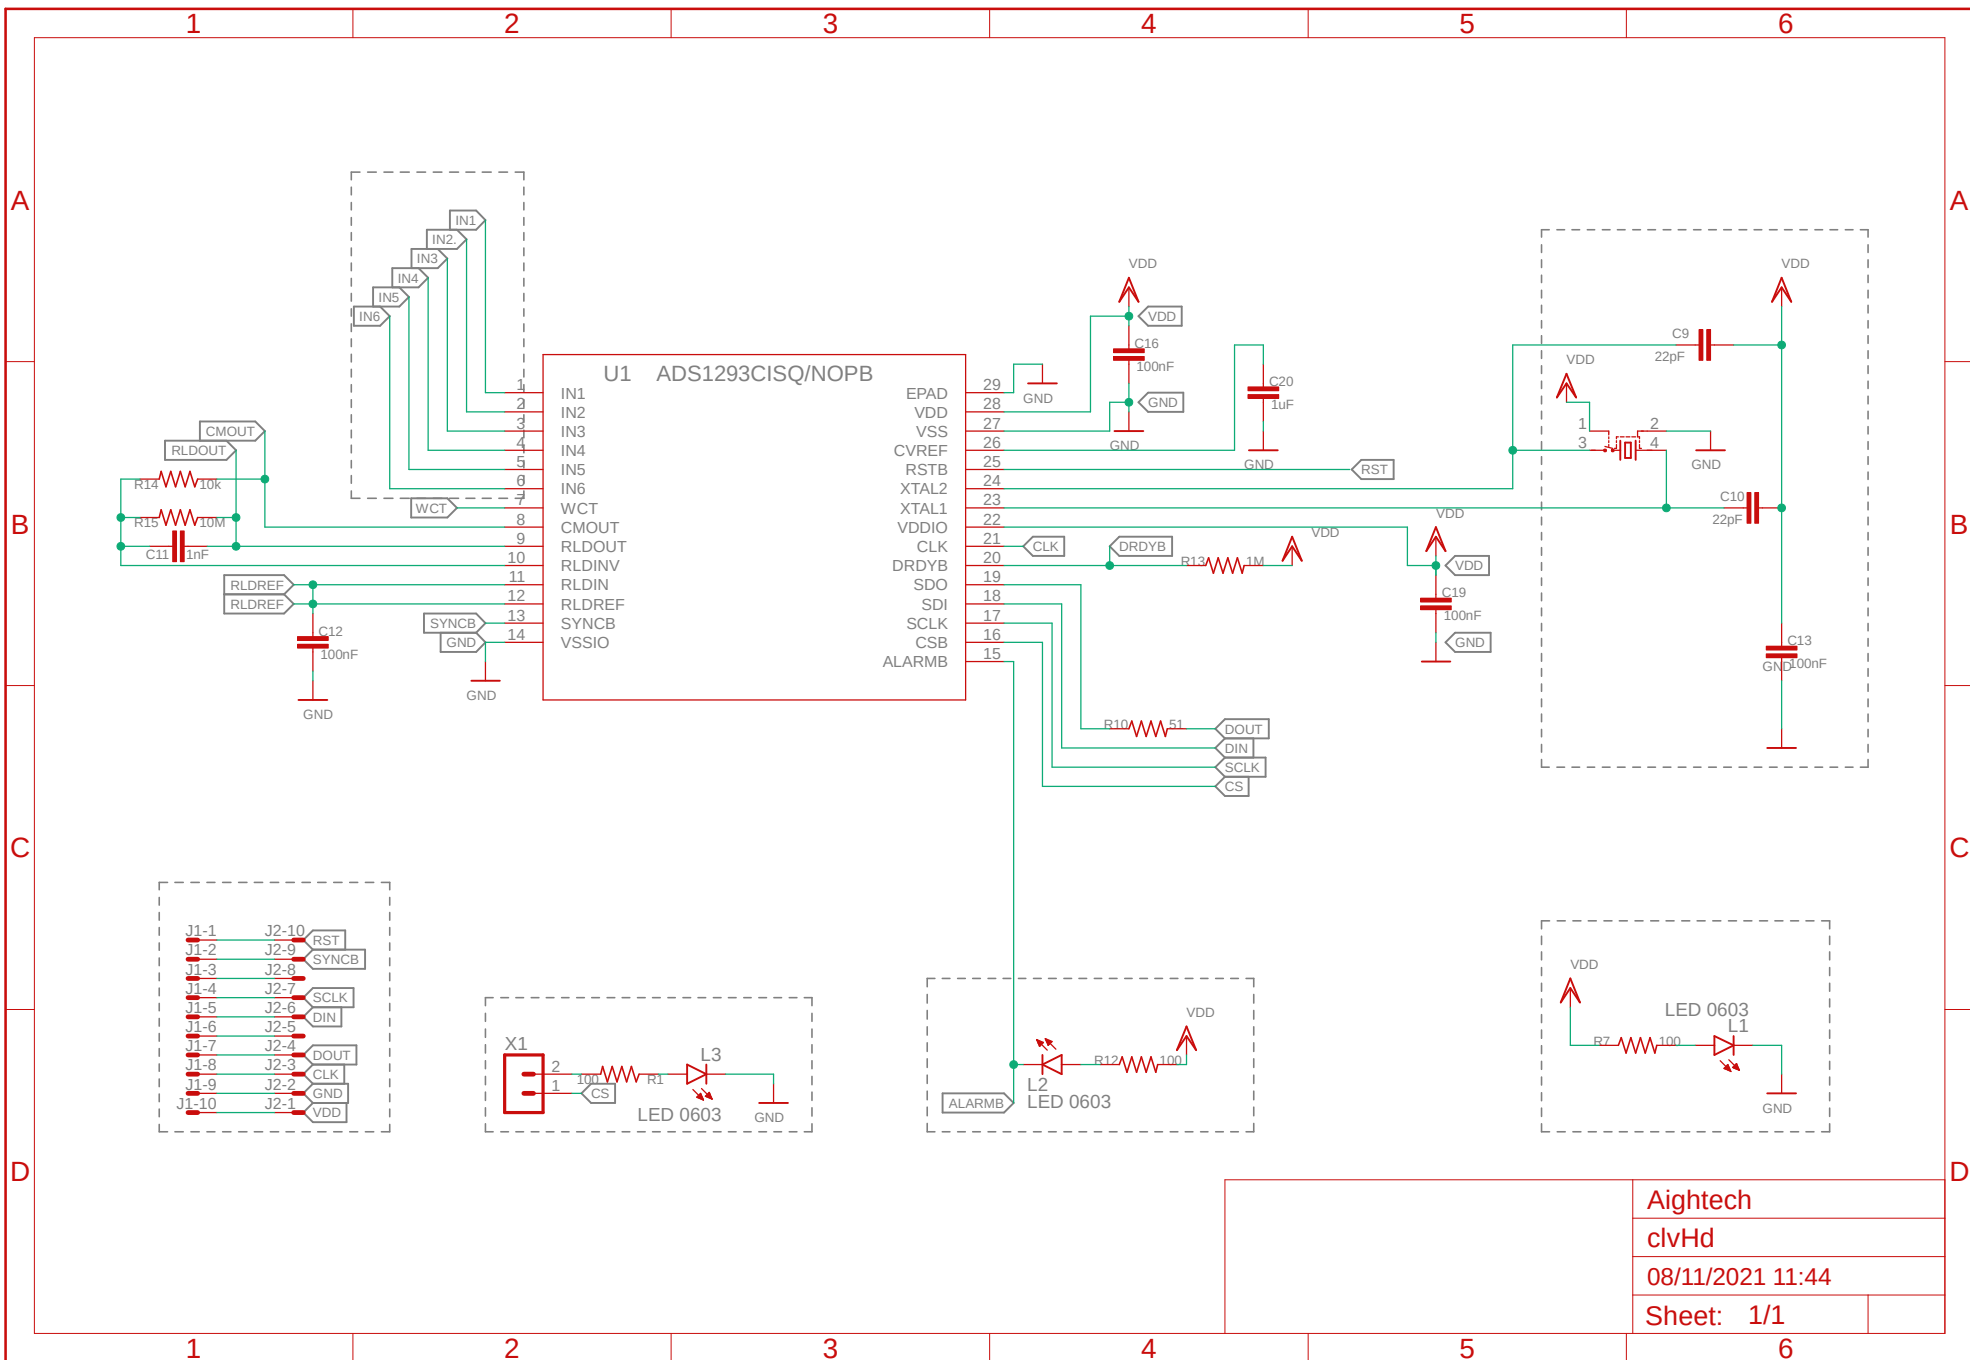 1 2 3 4 5 6
A A
IN1
IN2.
IN3
IN4
IN5
IN6
VDD
VDD
C16
100nF
GND
GND
C20
1uF
GND
VDD
C9
22pF
VDD
1 2
3 4
GND
C10
22pF
C13
100nF
GND
U1 ADS1293CISQ/NOPB
1 IN1
2 IN2
3 IN3
4 IN4
5 IN5
6 IN6
7 WCT
8 CMOUT
9 RLDOUT
10 RLDINV
11 RLDIN
12 RLDREF
13 SYNCB
14 VSSIO
EPAD 29
VDD 28
VSS 27
CVREF 26
RSTB 25
XTAL2 24
XTAL1 23
VDDIO 22
CLK 21
DRDYB 20
SDO 19
SDI 18
SCLK 17
CSB 16
ALARMB 15
GND
RST
CMOUT
RLDOUT
R14 10k
R15 10M
C11 1nF
WCT
B B
CLK
DRDYB
R13 1M
VDD
VDD
VDD
C19
100nF
GND
RLDREF
RLDREF
C12
100nF
GND
SYNCB
GND
GND
R10 51
DOUT
DIN
SCLK
CS
C C
J1-1 J2-10 RST
J1-2 J2-9 SYNCB
J1-3 J2-8
J1-4 J2-7 SCLK
J1-5 J2-6 DIN
J1-6 J2-5
J1-7 J2-4 DOUT
J1-8 J2-3 CLK
J1-9 J2-2 GND
J1-10 J2-1 VDD
X1
2
1
100 R1
CS
L3
LED 0603
GND
VDD
R12 100
L2
LED 0603
ALARMB
VDD
LED 0603
L1
R7 100
GND
D D
Aightech
clvHd
08/11/2021 11:44
Sheet: 1/1
1 2 3 4 5 6